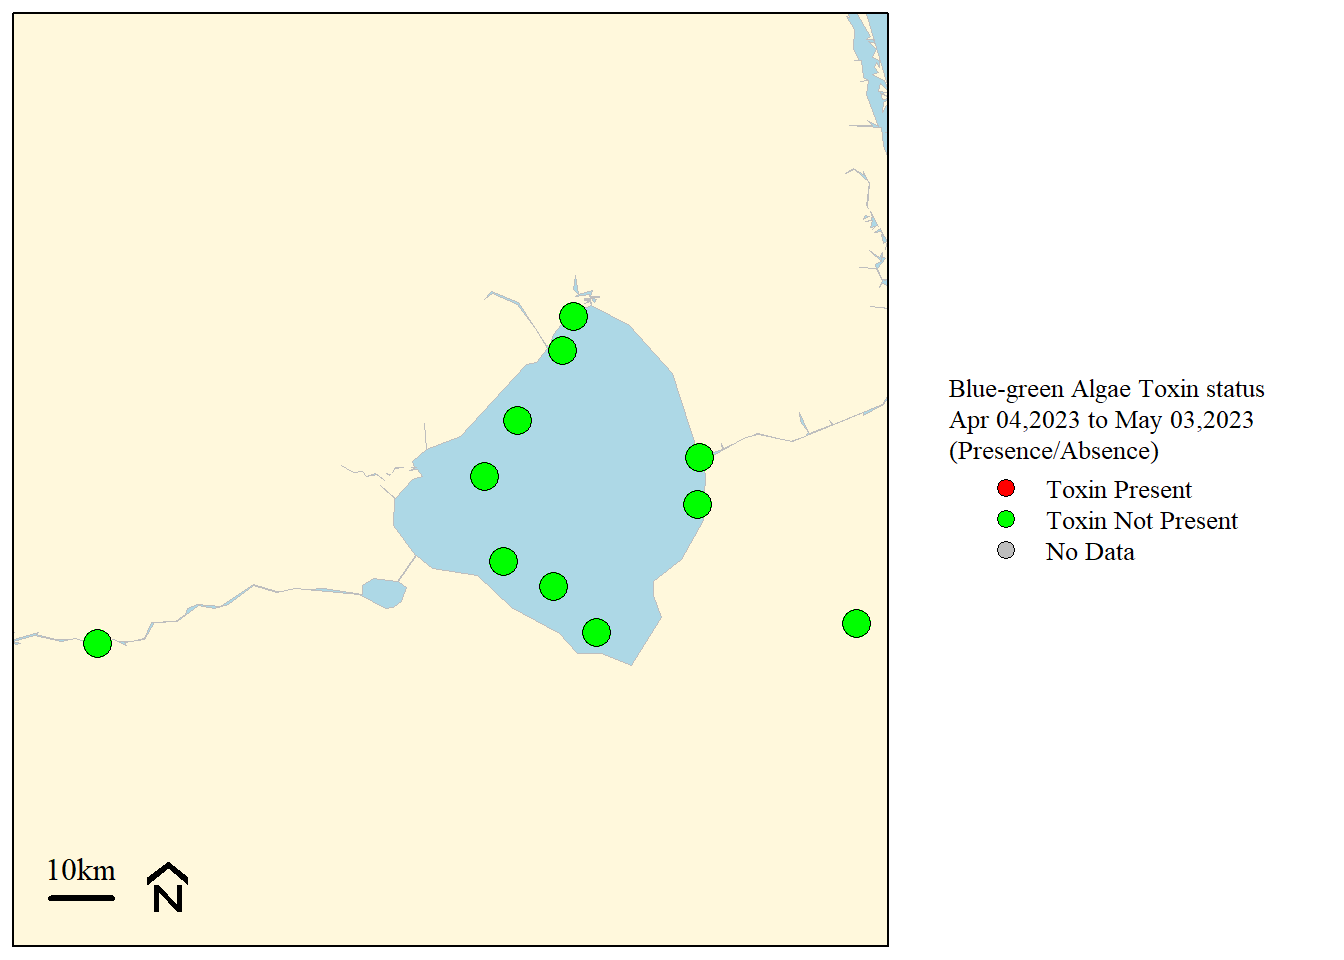 Blue-green Algae Toxin status
Apr 04,2023 to May 03,2023
(Presence/Absence)
Toxin Present
Toxin Not Present
No Data
10km
N